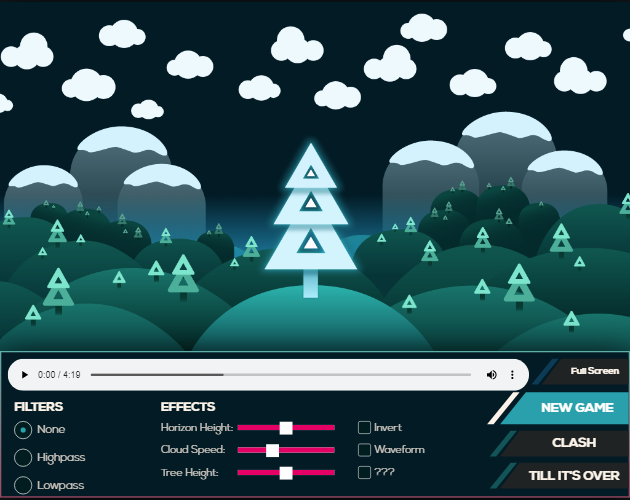 0:00 / 4:19
Full Screen
FILTERS
None
Highpass
Lowpass
EFFECTS
Horizon Height:
Cloud Speed:
Tree Height:
Invert
Waveform
???
NEW GAME
CLASH
TILL IT'S OVER